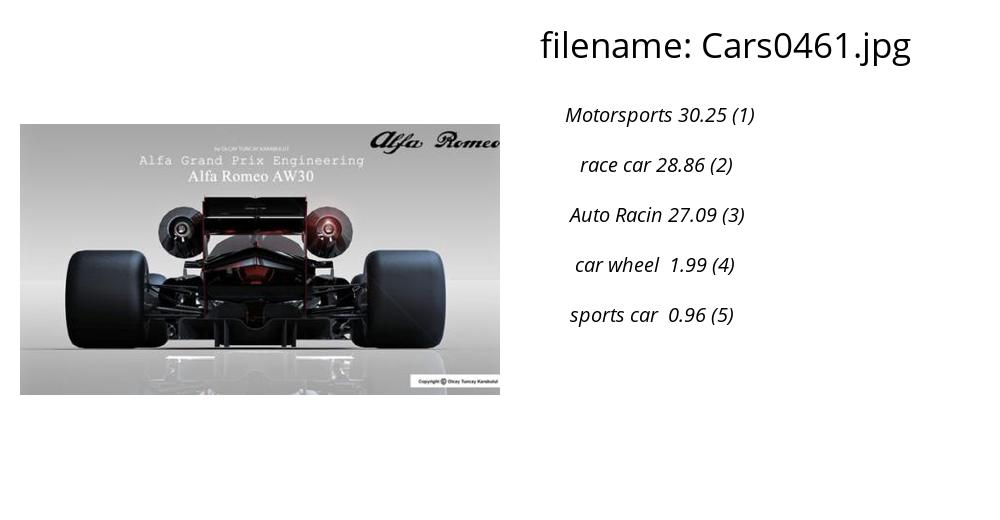 filename: Cars0461.jpg
Motorsports 30.25 (1)
race car 28.86 (2)
Auto Racin 27.09 (3)
car wheel 1.99 (4)
sports car 0.96 (5)
Alfa Romeo
by OLCAY TUNCAY KARABULUT
Alfa Grand Prix Engineering
Alfa Romeo AW30
Copyright © Olcay Tuncay Karabulut